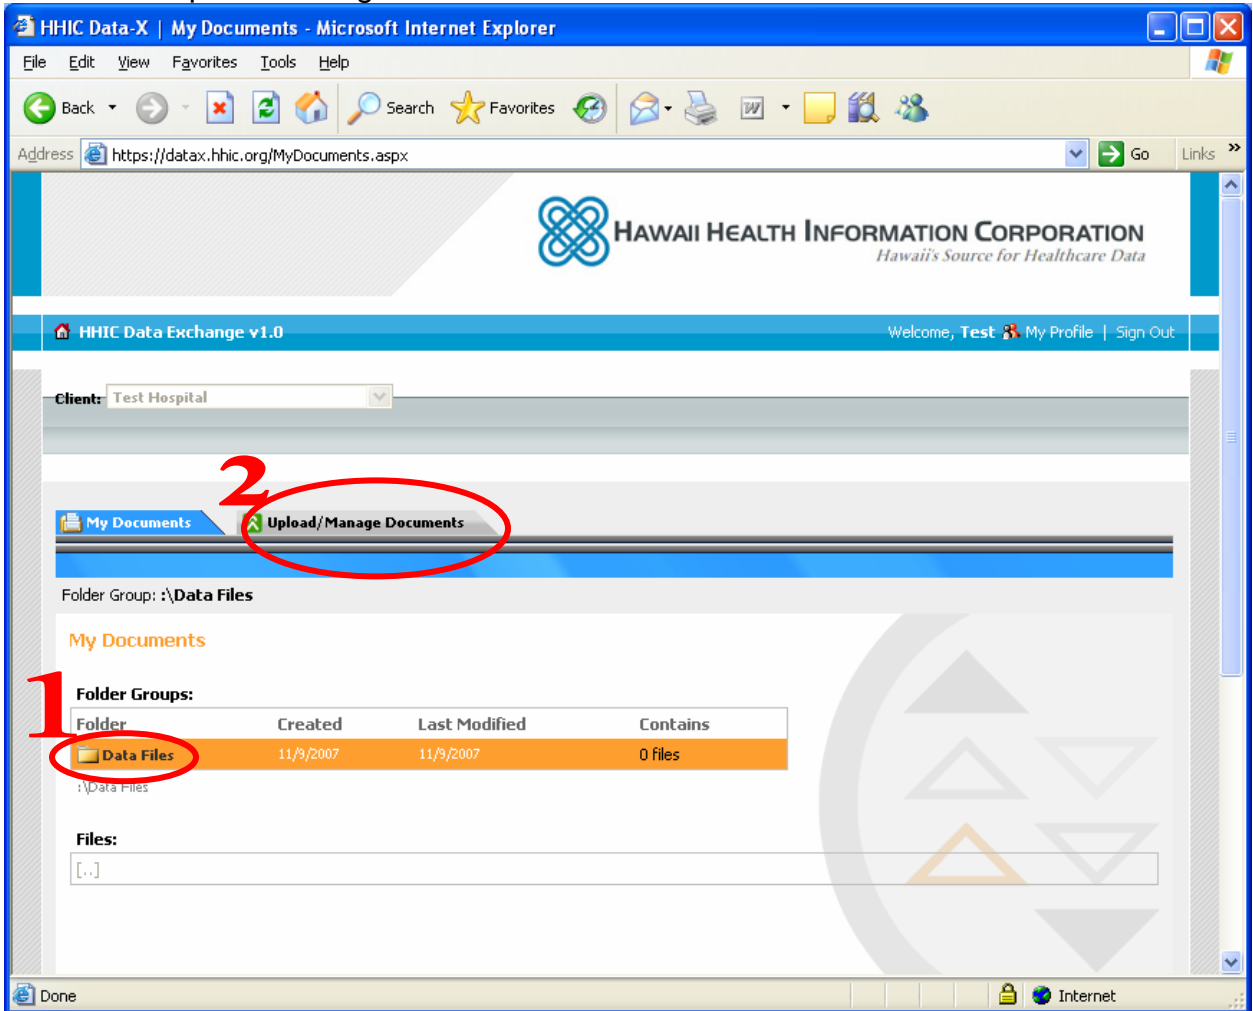 HHIC Data-X | My Documents - Microsoft Internet Explorer
File Edit View Favorites Tools Help
Back Search Favorites
Address https://datax.hhic.org/MyDocuments.aspx Go Links »
HAWAII HEALTH INFORMATION CORPORATION
Hawaii's Source for Healthcare Data
HHIC Data Exchange v1.0 Welcome, Test My Profile | Sign Out
Client: Test Hospital
2
My Documents Upload/Manage Documents
Folder Group: :\Data Files
My Documents
1
Folder Groups:
Folder Created Last Modified Contains
Data Files 11/9/2007 11/9/2007 0 files
:\Data Files
Files:
[..]
Done Internet